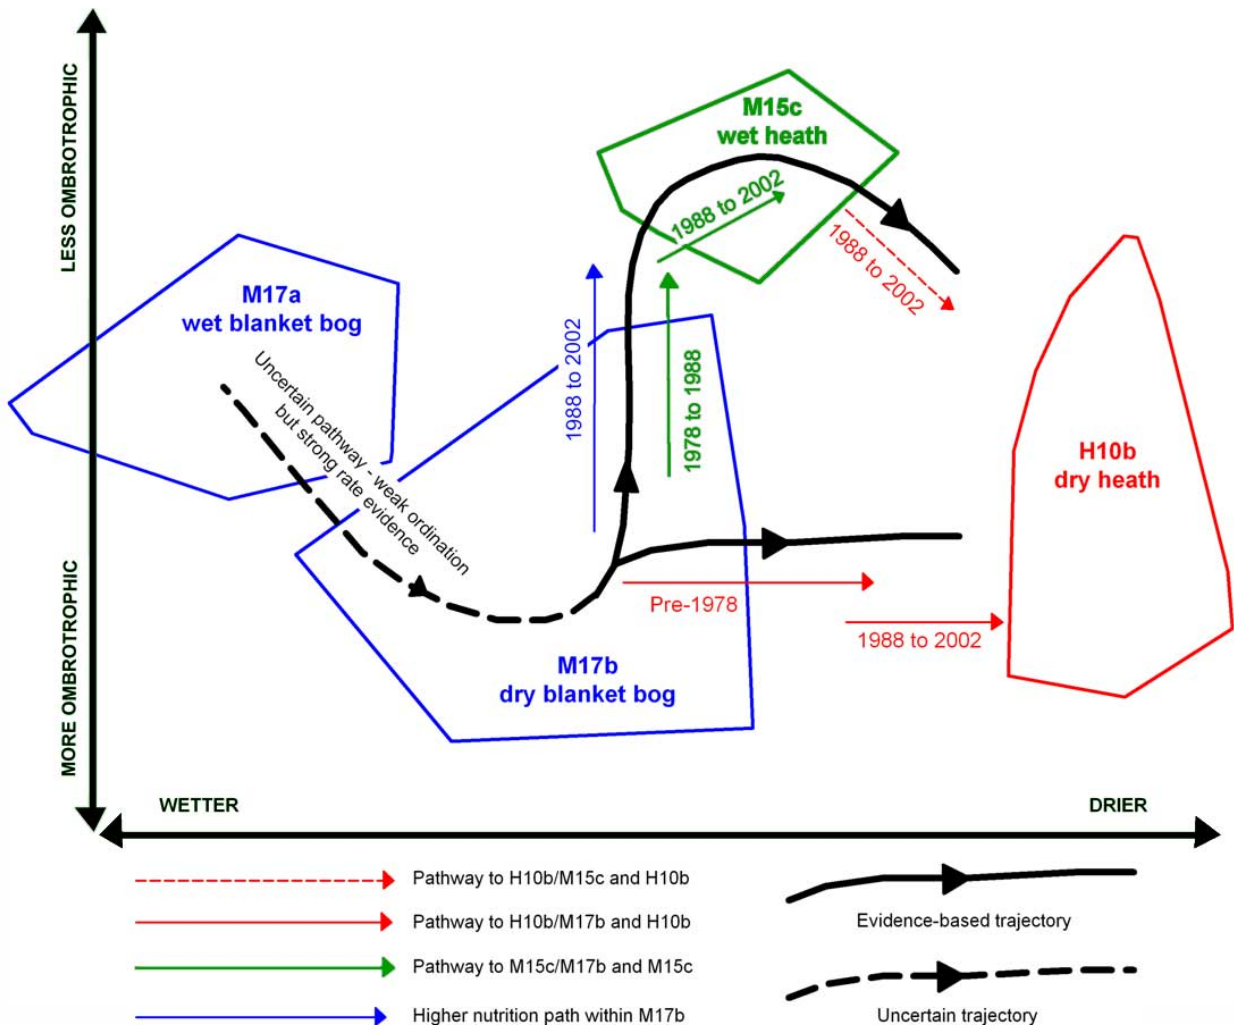 LESS OMBROTROPHIC
MORE OMBROTROPHIC
M15c
wet heath
1988 to 2002
1988 to 2002
M17a
wet blanket bog
Uncertain pathway - weak ordination
but strong rate evidence
1988 to 2002
1978 to 1988
H10b
dry heath
Pre-1978
1988 to 2002
M17b
dry blanket bog
WETTER
DRIER
Pathway to H10b/M15c and H10b
Pathway to H10b/M17b and H10b
Pathway to M15c/M17b and M15c
Higher nutrition path within M17b
Evidence-based trajectory
Uncertain trajectory